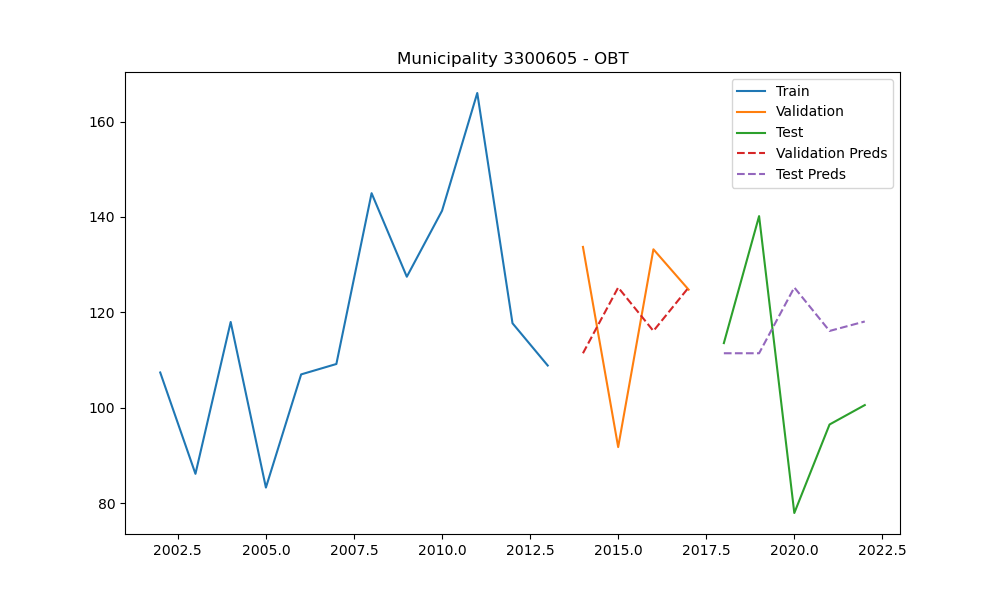 Municipality 3300605 - OBT
Train
Validation
Test
Validation Preds
Test Preds
160
140
120
100
80
2002.5 2005.0 2007.5 2010.0 2012.5 2015.0 2017.5 2020.0 2022.5